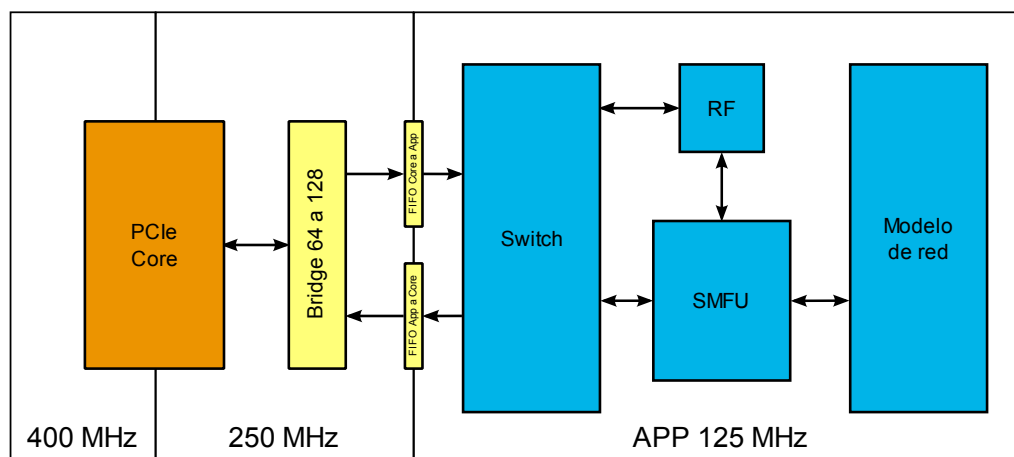 PCIe
Core
Bridge 64 a 128
FIFO Core a App
FIFO App a Core
Switch
RF
SMFU
Modelo
de red
400 MHz
250 MHz
APP 125 MHz